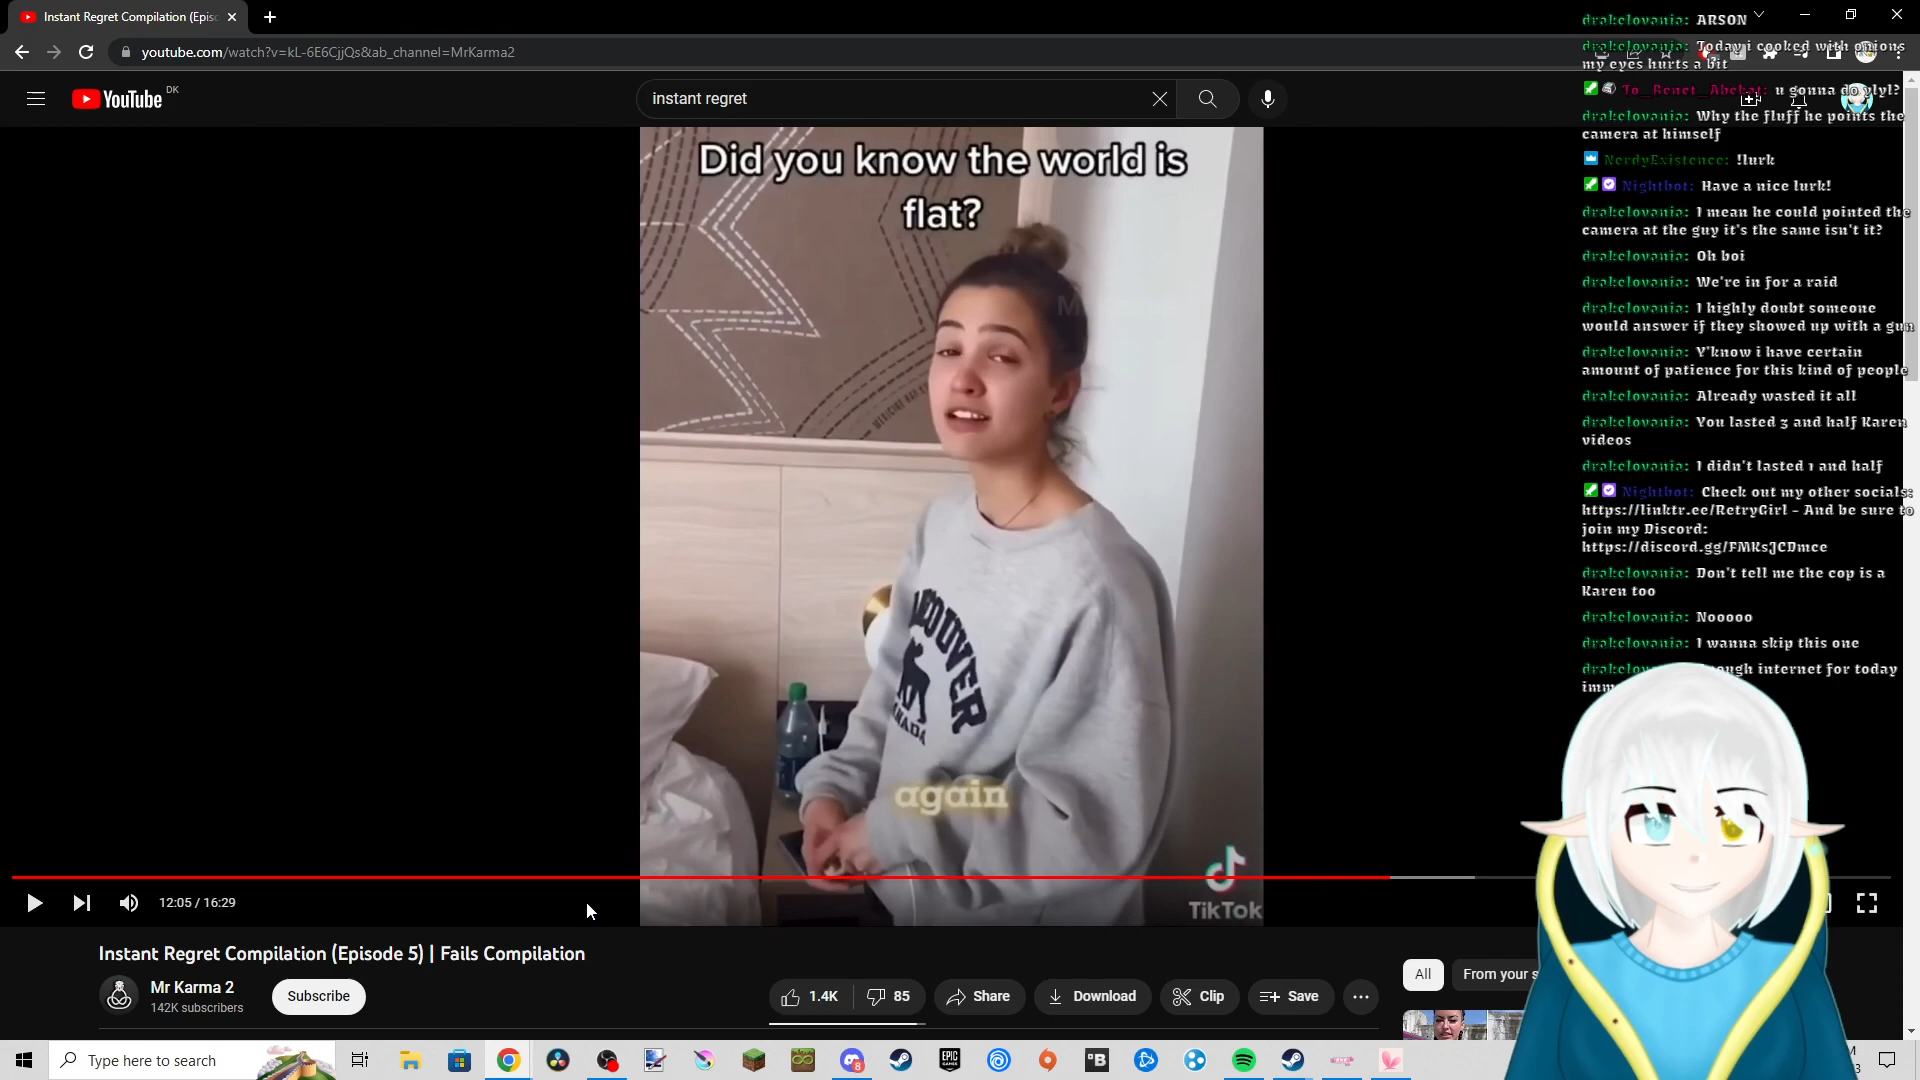 Instant Regret Compilation (Epis
youtube.com/watch?v=kL-6E6CjjQs&ab_channel=MrKarma2
YouTube DK
instant regret
Did you know the world is
flat?
VANCOUVER
CANADA
again
TikTok
12:05 / 16:29
Instant Regret Compilation (Episode 5) | Fails Compilation
Mr Karma 2
142K subscribers
Subscribe
1.4K
85
Share
Download
Clip
Save
All
From your s
Type here to search
drakelovania: ARSON
drakelovania: Today i cooked with onions
my eyes hurts a bit
u gonna do ylyl?
drakelovania: Why the fluff he points the
camera at himself
NerdyExistence: !lurk
Nightbot: Have a nice lurk!
drakelovania: I mean he could pointed the
camera at the guy it's the same isn't it?
drakelovania: Oh boi
drakelovania: We're in for a raid
drakelovania: I highly doubt someone
would answer if they showed up with a gun
drakelovania: Y'know i have certain
amount of patience for this kind of people
drakelovania: Already wasted it all
drakelovania: You lasted 3 and half Karen
videos
drakelovania: I didn't lasted 1 and half
Nightbot: Check out my other socials:
https://linktr.ee/RetryGirl - And be sure to
join my Discord:
https://discord.gg/FMKsJCDmce
drakelovania: Don't tell me the cop is a
Karen too
drakelovania: Nooooo
drakelovania: I wanna skip this one
internet for today